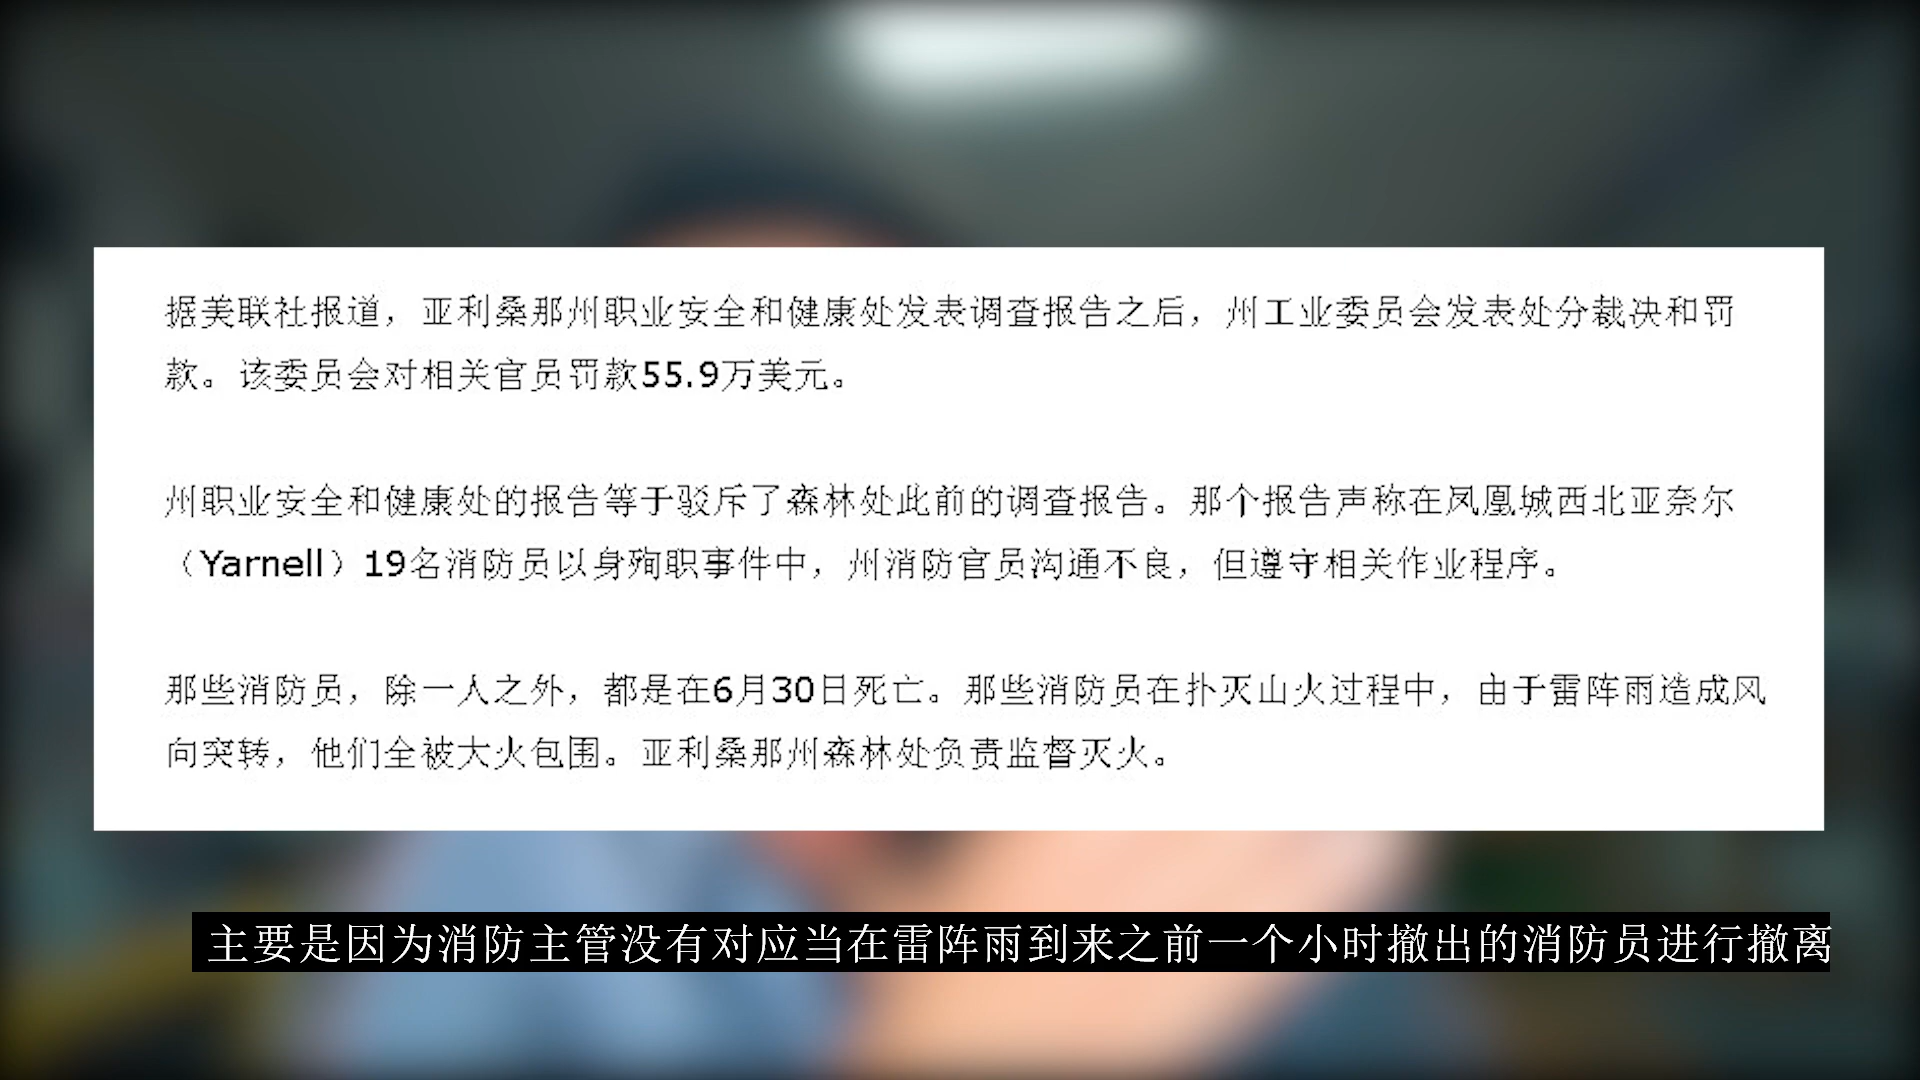 据美联社报道，亚利桑那州职业安全和健康处发表调查报告之后，州工业委员会发表处分裁决和罚
款。该委员会对相关官员罚款55.9万美元。
州职业安全和健康处的报告等于驳斥了森林处此前的调查报告。那个报告声称在凤凰城西北亚奈尔
（Yarnell）19名消防员以身殉职事件中，州消防官员沟通不良，但遵守相关作业程序。
那些消防员，除一人之外，都是在6月30日死亡。那些消防员在扑灭山火过程中，由于雷阵雨造成风
向突转，他们全被大火包围。亚利桑那州森林处负责监督灭火。
主要是因为消防主管没有对应当在雷阵雨到来之前一个小时撤出的消防员进行撤离